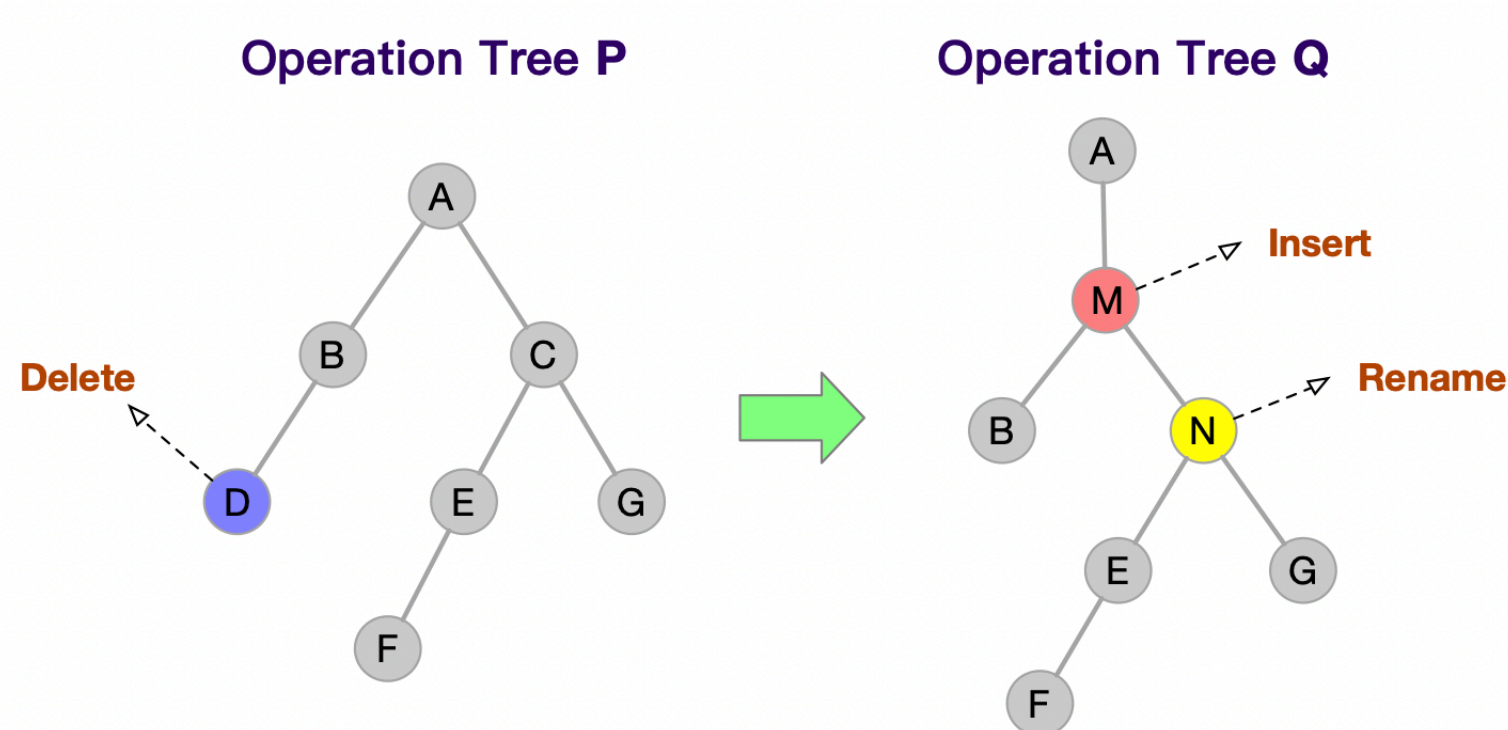 Operation Tree P
Operation Tree Q
A
A
Insert
M
B
C
Delete
Rename
B
N
D
E
G
E
G
F
F